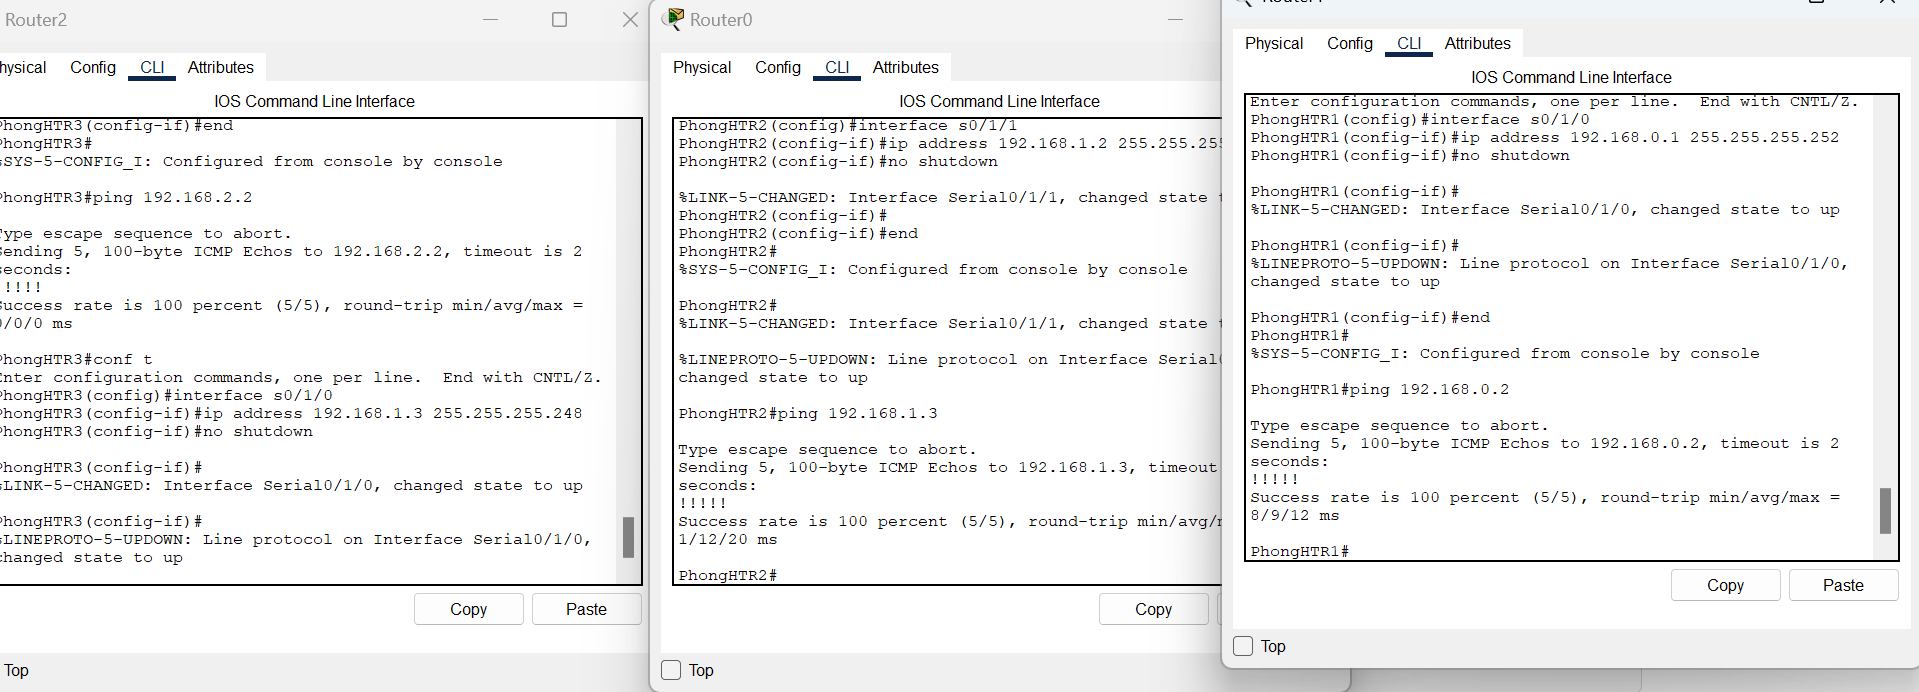 Router2
hysical Config CLI Attributes
IOS Command Line Interface
PhongHTR3(config-if)#end
PhongHTR3#
%SYS-5-CONFIG_I: Configured from console by console
PhongHTR3#ping 192.168.2.2
Type escape sequence to abort.
Sending 5, 100-byte ICMP Echos to 192.168.2.2, timeout is 2
seconds:
!!!!
Success rate is 100 percent (5/5), round-trip min/avg/max =
0/0/0 ms
PhongHTR3#conf t
Enter configuration commands, one per line.  End with CNTL/Z.
PhongHTR3(config)#interface s0/1/0
PhongHTR3(config-if)#ip address 192.168.1.3 255.255.255.248
PhongHTR3(config-if)#no shutdown
PhongHTR3(config-if)#
%LINK-5-CHANGED: Interface Serial0/1/0, changed state to up
PhongHTR3(config-if)#
%LINEPROTO-5-UPDOWN: Line protocol on Interface Serial0/1/0,
changed state to up
Copy Paste
Top
Router0
Physical Config CLI Attributes
IOS Command Line Interface
PhongHTR2(config)#interface s0/1/1
PhongHTR2(config-if)#ip address 192.168.1.2 255.255.25
PhongHTR2(config-if)#no shutdown
%LINK-5-CHANGED: Interface Serial0/1/1, changed state
PhongHTR2(config-if)#
PhongHTR2(config-if)#end
PhongHTR2#
%SYS-5-CONFIG_I: Configured from console by console
PhongHTR2#
%LINK-5-CHANGED: Interface Serial0/1/1, changed state
%LINEPROTO-5-UPDOWN: Line protocol on Interface Serial
changed state to up
PhongHTR2#ping 192.168.1.3
Type escape sequence to abort.
Sending 5, 100-byte ICMP Echos to 192.168.1.3, timeout
seconds:
!!!!!
Success rate is 100 percent (5/5), round-trip min/avg/
1/12/20 ms
PhongHTR2#
Copy
Top
Physical Config CLI Attributes
IOS Command Line Interface
Enter configuration commands, one per line.  End with CNTL/Z.
PhongHTR1(config)#interface s0/1/0
PhongHTR1(config-if)#ip address 192.168.0.1 255.255.255.252
PhongHTR1(config-if)#no shutdown
PhongHTR1(config-if)#
%LINK-5-CHANGED: Interface Serial0/1/0, changed state to up
PhongHTR1(config-if)#
%LINEPROTO-5-UPDOWN: Line protocol on Interface Serial0/1/0,
changed state to up
PhongHTR1(config-if)#end
PhongHTR1#
%SYS-5-CONFIG_I: Configured from console by console
PhongHTR1#ping 192.168.0.2
Type escape sequence to abort.
Sending 5, 100-byte ICMP Echos to 192.168.0.2, timeout is 2
seconds:
!!!!!
Success rate is 100 percent (5/5), round-trip min/avg/max =
8/9/12 ms
PhongHTR1#
Copy Paste
Top